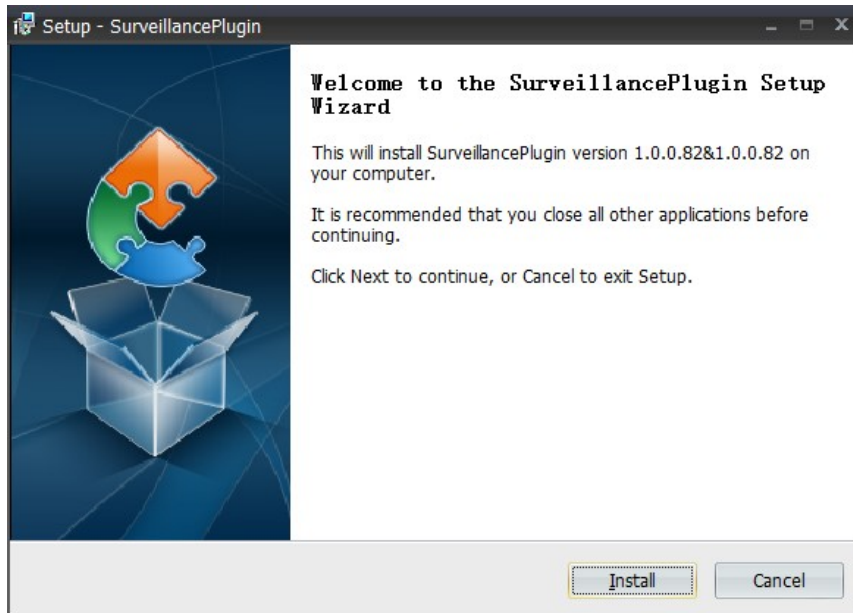 Setup - SurveillancePlugin
Welcome to the SurveillancePlugin Setup
Wizard
This will install SurveillancePlugin version 1.0.0.82&1.0.0.82 on
your computer.
It is recommended that you close all other applications before
continuing.
Click Next to continue, or Cancel to exit Setup.
Install
Cancel